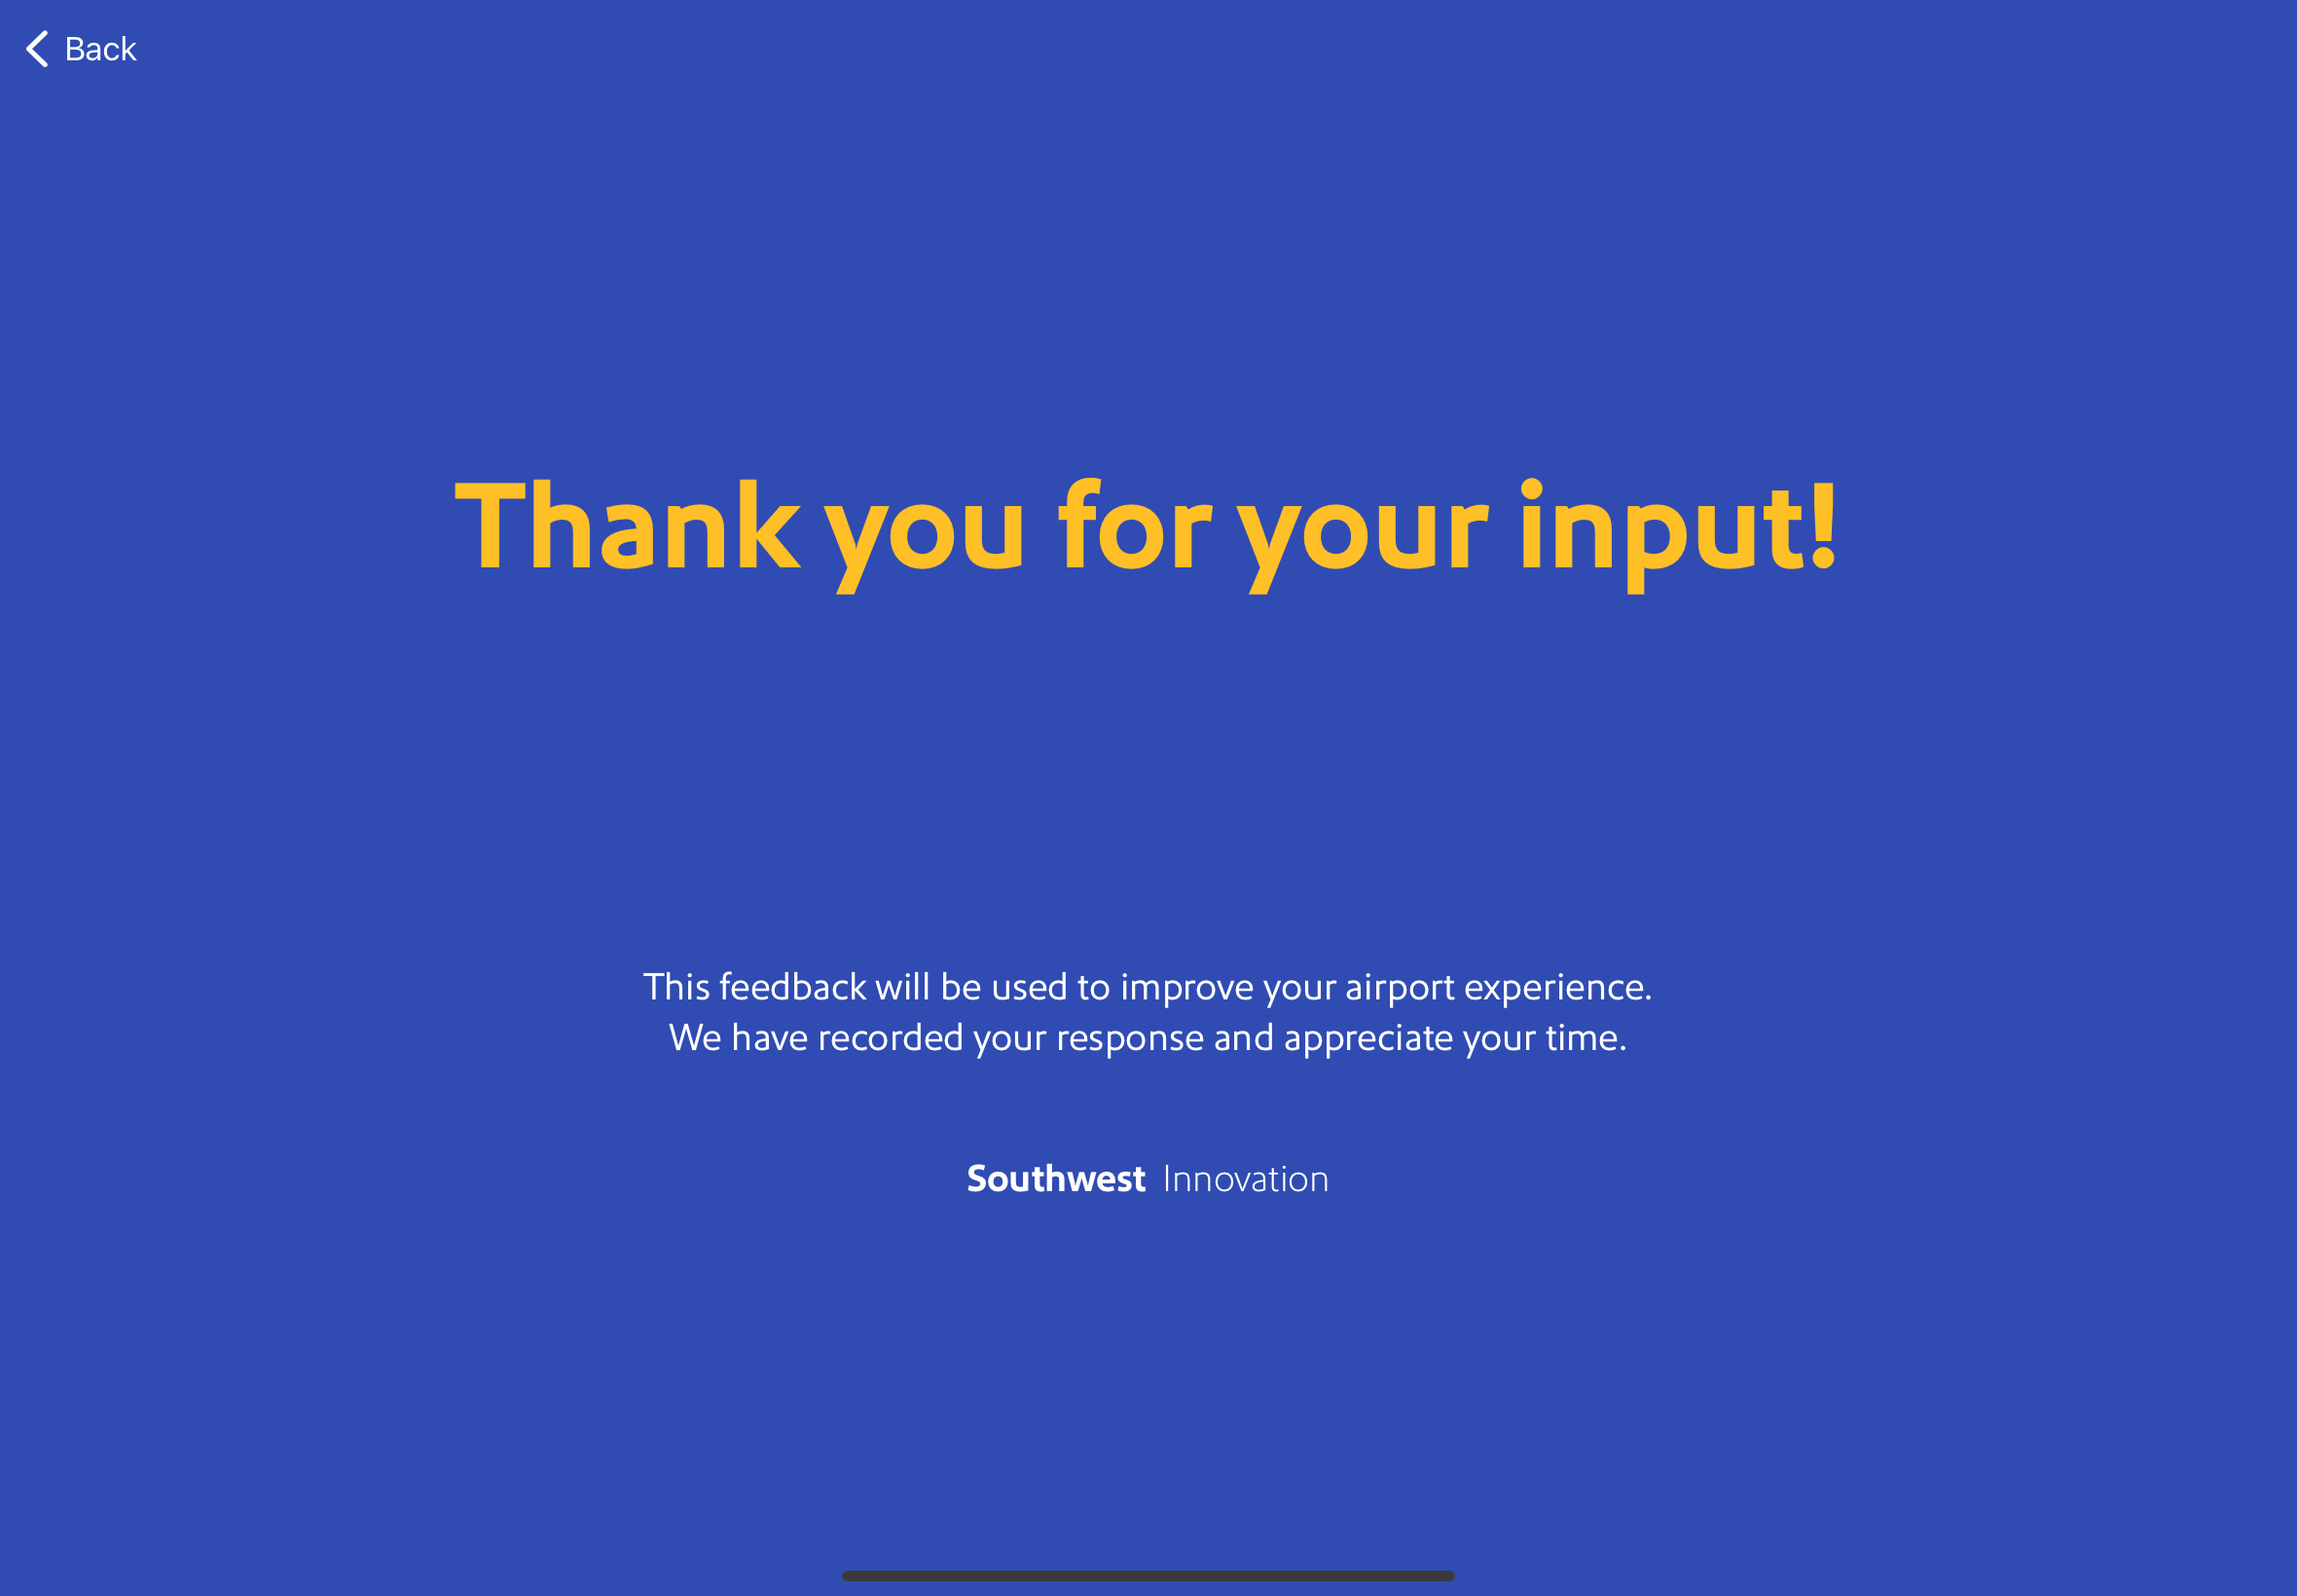 Back
Thank you for your input!
This feedback will be used to improve your airport experience.
We have recorded your response and appreciate your time.
Southwest Innovation